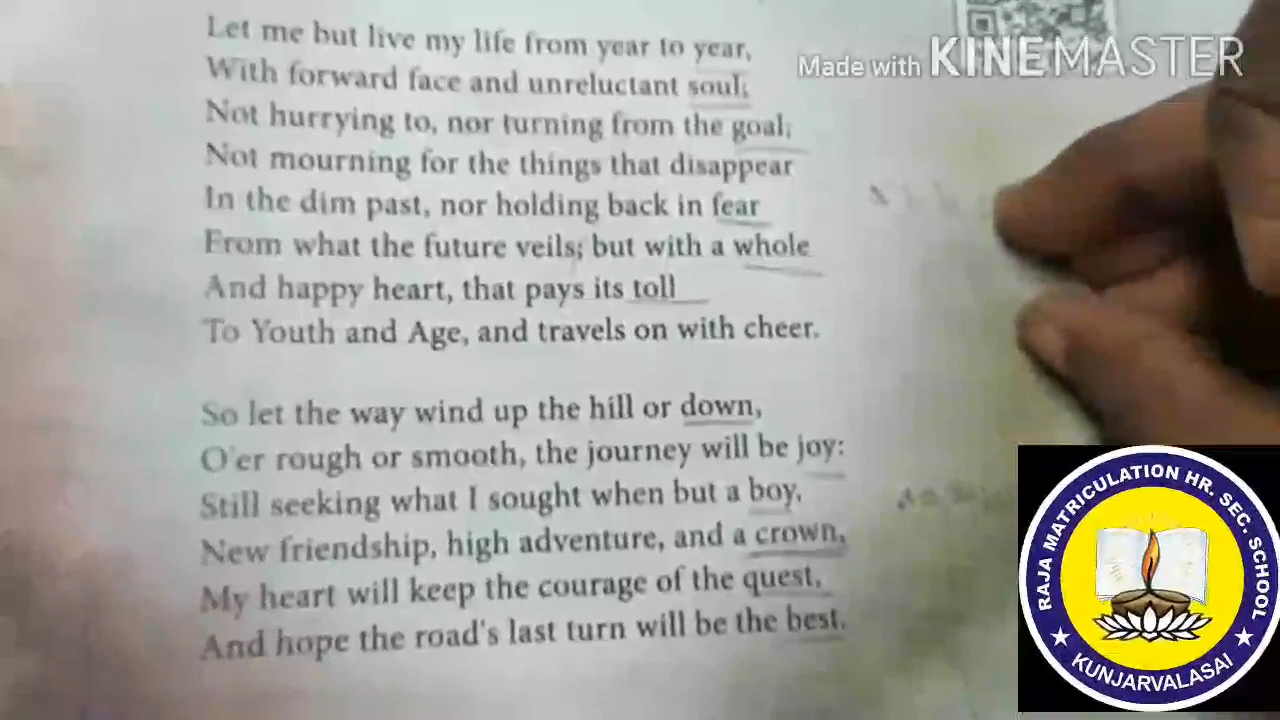 Let me but live my life from year to year,
With forward face and unreluctant soul;
Not hurrying to, nor turning from the goal;
Not mourning for the things that disappear
In the dim past, nor holding back in fear
From what the future veils; but with a whole
And happy heart, that pays its toll
To Youth and Age, and travels on with cheer.
So let the way wind up the hill or down,
O'er rough or smooth, the journey will be joy:
Still seeking what I sought when but a boy,
New friendship, high adventure, and a crown,
My heart will keep the courage of the quest,
And hope the road's last turn will be the best.
Made with KINEMASTER
RAJA MATRICULATION HR. SEC. SCHOOL
KUNJARVALASAI